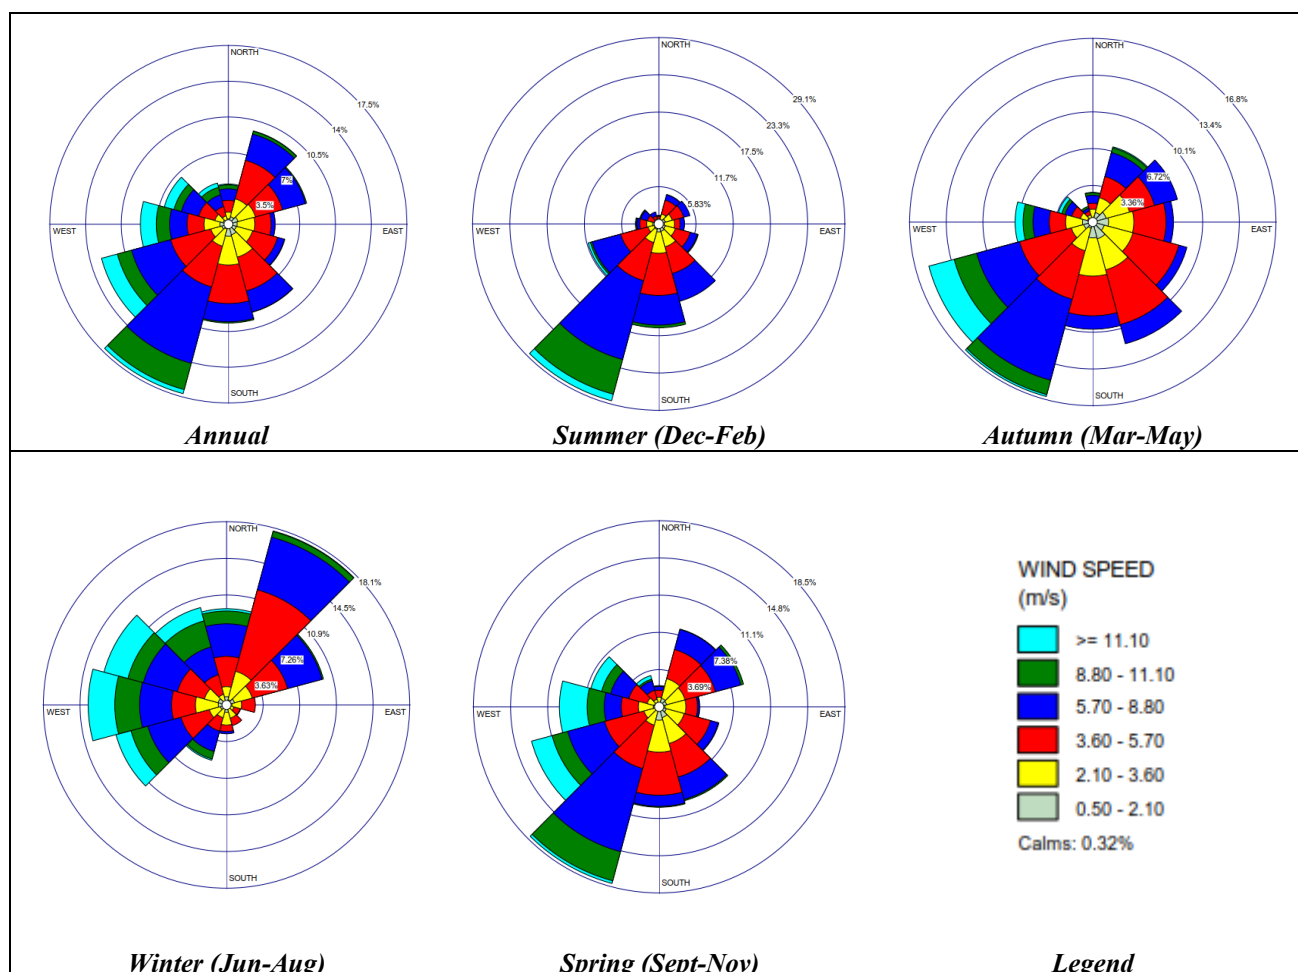 NORTH
17.5%
14%
10.5%
7%
3.5%
WEST
EAST
SOUTH
Annual
NORTH
29.1%
23.3%
17.5%
11.7%
5.83%
WEST
EAST
SOUTH
Summer (Dec-Feb)
NORTH
16.8%
13.4%
10.1%
6.72%
3.36%
WEST
EAST
SOUTH
Autumn (Mar-May)
NORTH
18.1%
14.5%
10.9%
7.26%
3.63%
WEST
EAST
SOUTH
Winter (Jun-Aug)
NORTH
18.5%
14.8%
11.1%
7.38%
3.69%
WEST
EAST
SOUTH
Spring (Sept-Nov)
WIND SPEED
(m/s)
>= 11.10
8.80 - 11.10
5.70 - 8.80
3.60 - 5.70
2.10 - 3.60
0.50 - 2.10
Calms: 0.32%
Legend